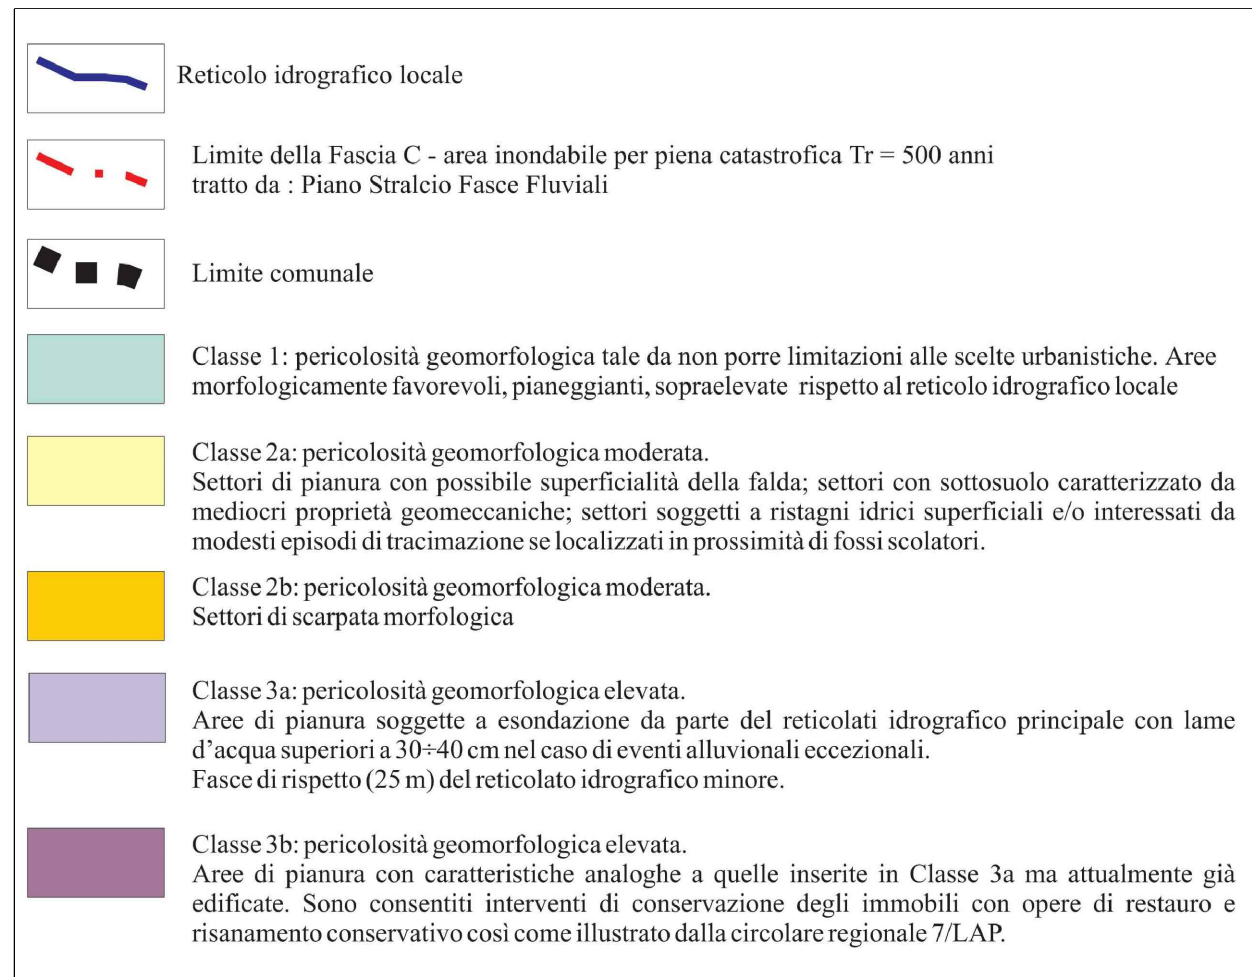 Reticolo idrografico locale
Limite della Fascia C - area inondabile per piena catastrofica Tr = 500 anni
tratto da : Piano Stralcio Fasce Fluviali
Limite comunale
Classe 1: pericolosità geomorfologica tale da non porre limitazioni alle scelte urbanistiche. Aree
morfologicamente favorevoli, pianeggianti, sopraelevate rispetto al reticolo idrografico locale
Classe 2a: pericolosità geomorfologica moderata.
Settori di pianura con possibile superficialità della falda; settori con sottosuolo caratterizzato da
mediocri proprietà geomeccaniche; settori soggetti a ristagni idrici superficiali e/o interessati da
modesti episodi di tracimazione se localizzati in prossimità di fossi scolatori.
Classe 2b: pericolosità geomorfologica moderata.
Settori di scarpata morfologica
Classe 3a: pericolosità geomorfologica elevata.
Aree di pianura soggette a esondazione da parte del reticolati idrografico principale con lame
d'acqua superiori a 30÷40 cm nel caso di eventi alluvionali eccezionali.
Fasce di rispetto (25 m) del reticolato idrografico minore.
Classe 3b: pericolosità geomorfologica elevata.
Aree di pianura con caratteristiche analoghe a quelle inserite in Classe 3a ma attualmente già
edificate. Sono consentiti interventi di conservazione degli immobili con opere di restauro e
risanamento conservativo così come illustrato dalla circolare regionale 7/LAP.